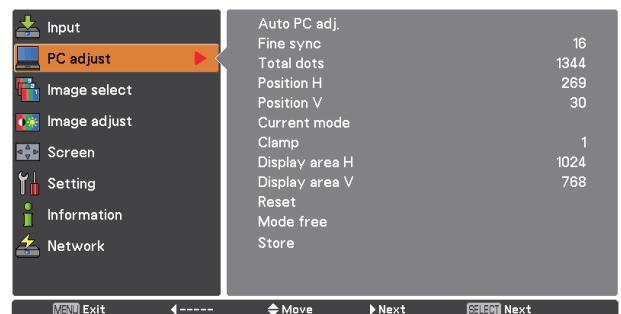 Input
PC adjust
Image select
Image adjust
Screen
Setting
Information
Network
Auto PC adj.
Fine sync 16
Total dots 1344
Position H 269
Position V 30
Current mode
Clamp 1
Display area H 1024
Display area V 768
Reset
Mode free
Store
MENU Exit ----- Move Next SELECT Next